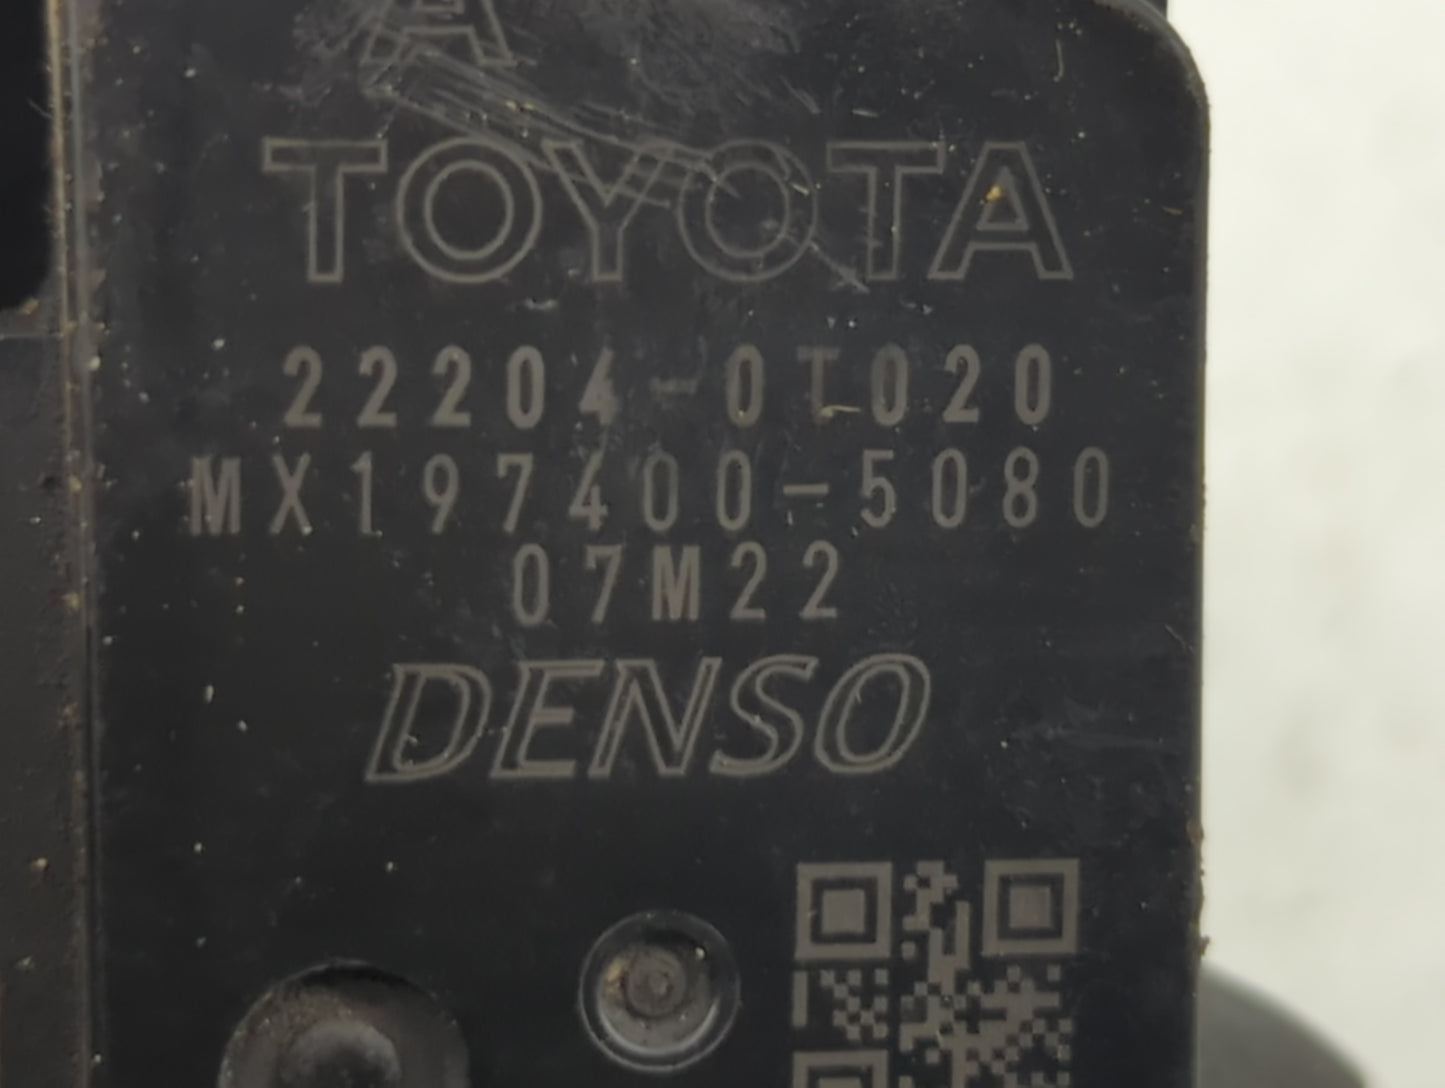 A
TOYOTA
22204-0T020
MX197400-5080
07M22
DENSO